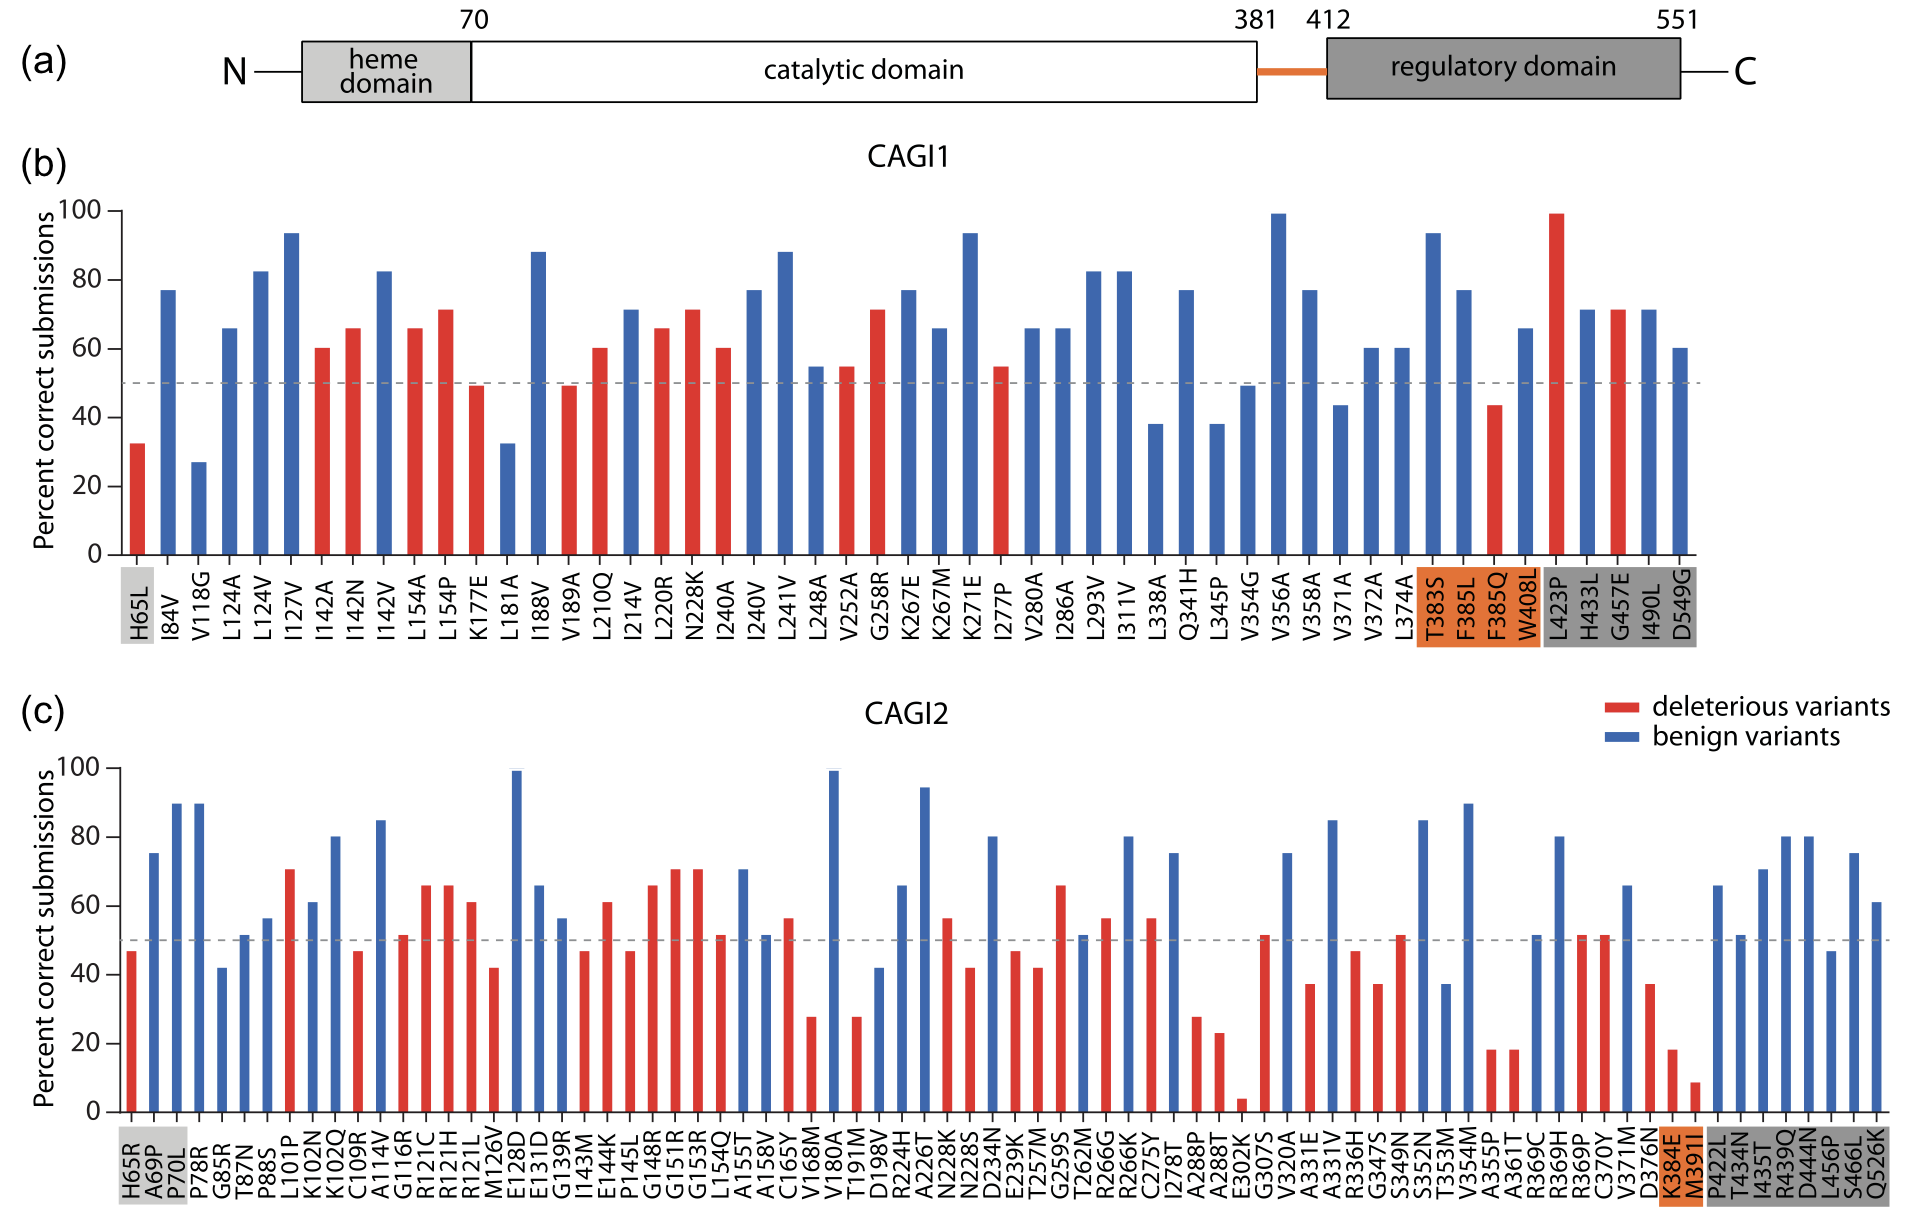 (a)
70
381
412
551
N
heme
domain
catalytic domain
regulatory domain
C
(b)
CAGI1
Percent correct submissions
100
80
60
40
20
0
H65L
I84V
V118G
L124A
L124V
I127V
I142A
I142N
I142V
L154A
L154P
K177E
L181A
I188V
V189A
L210Q
I214V
L220R
N228K
I240A
I240V
L241V
L248A
V252A
G258R
K267E
K267M
K271E
I277P
V280A
I286A
L293V
I311V
L338A
Q341H
L345P
V354G
V356A
V358A
V371A
V372A
L374A
T383S
F385L
F385Q
W408L
L423P
H433L
G457E
I490L
D549G
(c)
CAGI2
deleterious variants
benign variants
Percent correct submissions
100
80
60
40
20
0
H65R
A69P
P70L
P78R
G85R
T87N
P88S
L101P
K102N
K102Q
C109R
A114V
G116R
R121C
R121H
R121L
M126V
E128D
E131D
G139R
I143M
E144K
P145L
G148R
G151R
G153R
L154Q
A155T
A158V
C165Y
V168M
V180A
T191M
D198V
R224H
A226T
N228K
N228S
D234N
E239K
T257M
G259S
T262M
R266G
R266K
C275Y
I278T
A288P
A288T
E302K
G307S
V320A
A331E
A331V
R336H
G347S
S349N
S352N
T353M
V354M
A355P
A361T
R369C
R369H
R369P
C370Y
V371M
D376N
K384E
M391I
P422L
T434N
I435T
R439Q
D444N
L456P
S466L
Q526K